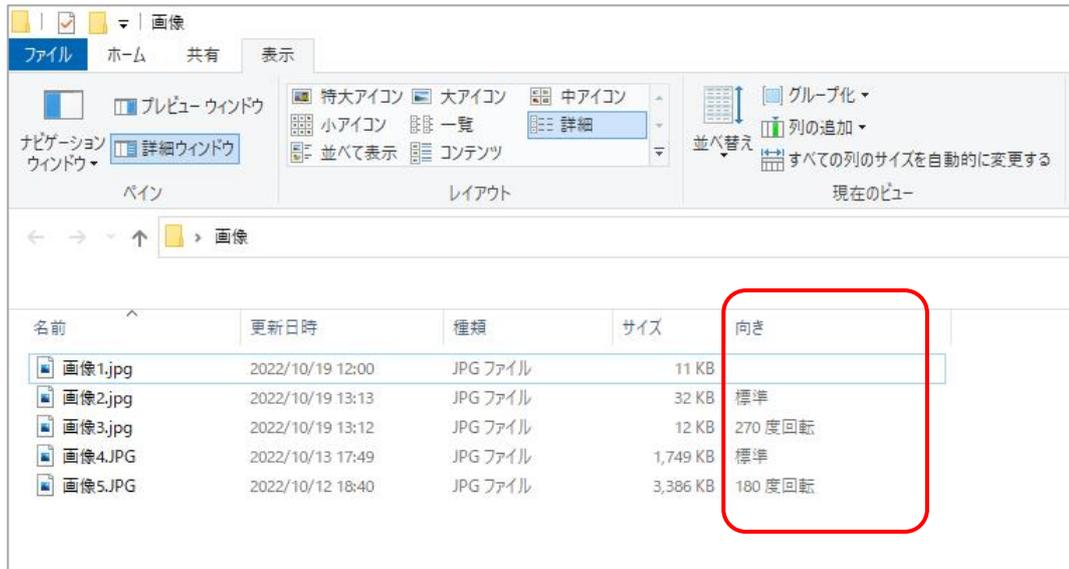 画像
ファイル ホーム 共有 表示
ナビゲーション
ウィンドウ
プレビュー ウィンドウ
詳細ウィンドウ
ペイン
特大アイコン 大アイコン 中アイコン
小アイコン 一覧 詳細
並べて表示 コンテンツ
レイアウト
並べ替え
グループ化
列の追加
すべての列のサイズを自動的に変更する
現在のビュー
画像
名前 更新日時 種類 サイズ 向き
画像1.jpg 2022/10/19 12:00 JPG ファイル 11 KB
画像2.jpg 2022/10/19 13:13 JPG ファイル 32 KB 標準
画像3.jpg 2022/10/19 13:12 JPG ファイル 12 KB 270 度回転
画像4.JPG 2022/10/13 17:49 JPG ファイル 1,749 KB 標準
画像5.JPG 2022/10/12 18:40 JPG ファイル 3,386 KB 180 度回転